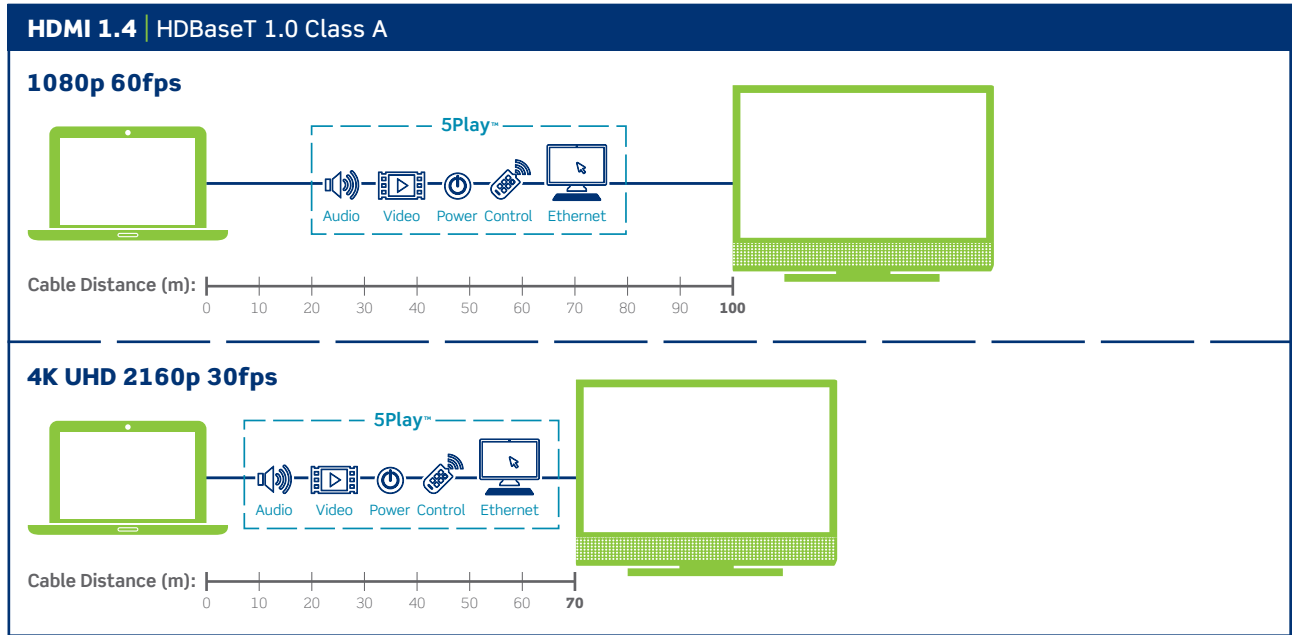 HDMI 1.4 | HDBaseT 1.0 Class A
1080p 60fps
5Play™
Audio Video Power Control Ethernet
Cable Distance (m):
0 10 20 30 40 50 60 70 80 90 100
4K UHD 2160p 30fps
5Play™
Audio Video Power Control Ethernet
Cable Distance (m):
0 10 20 30 40 50 60 70